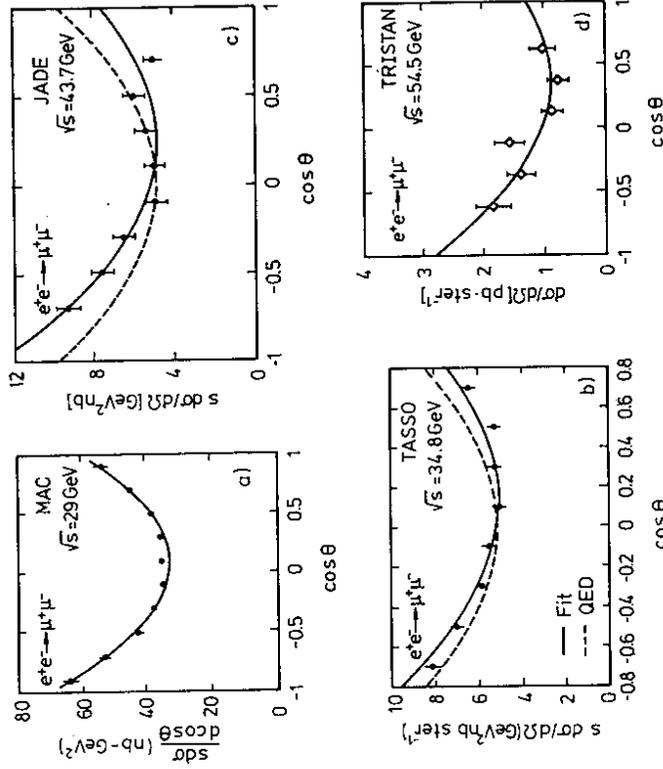 MAC
√s=29GeV
e⁺e⁻→μ⁺μ⁻
a)
sdσ/dcosθ (nb-GeV²)
80
60
40
20
0
-1
-0.5
0
0.5
1
cosθ
JADE
√s=43.7GeV
e⁺e⁻→μ⁺μ⁻
c)
s dσ/dΩ[GeV²nb]
12
8
4
0
-1
-0.5
0
0.5
1
cosθ
TASSO
√s=34.8GeV
e⁺e⁻→μ⁺μ⁻
b)
Fit
QED
s dσ/dΩ(GeV²nb ster⁻¹)
10
8
6
4
2
0
-0.8
-0.6
-0.4
-0.2
0
0.2
0.4
0.6
0.8
cosθ
TRISTAN
√s=54.5GeV
e⁺e⁻→μ⁺μ⁻
d)
dσ/dΩ[pb·ster⁻¹]
4
3
2
1
0
-1
-0.5
0
0.5
1
cosθ